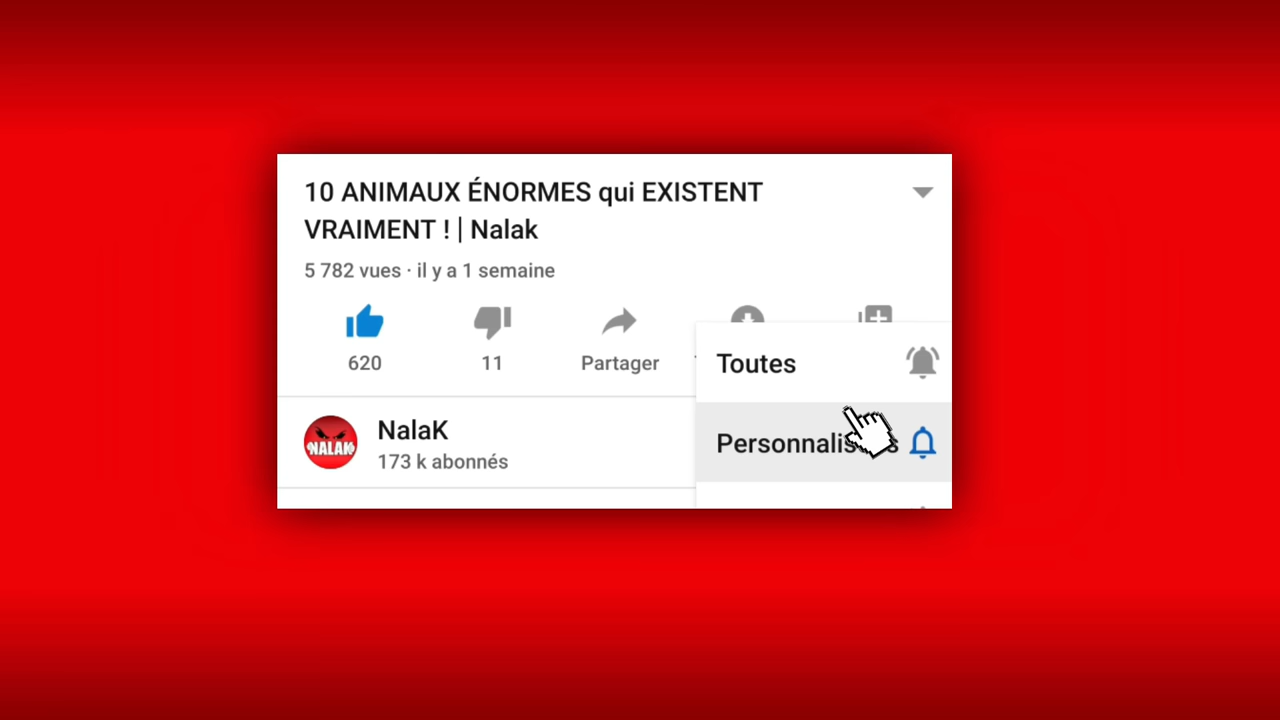 10 ANIMAUX ÉNORMES qui EXISTENT
VRAIMENT ! | Nalak
5 782 vues · il y a 1 semaine
620
11
Partager
Toutes
NALAK
NalaK
173 k abonnés